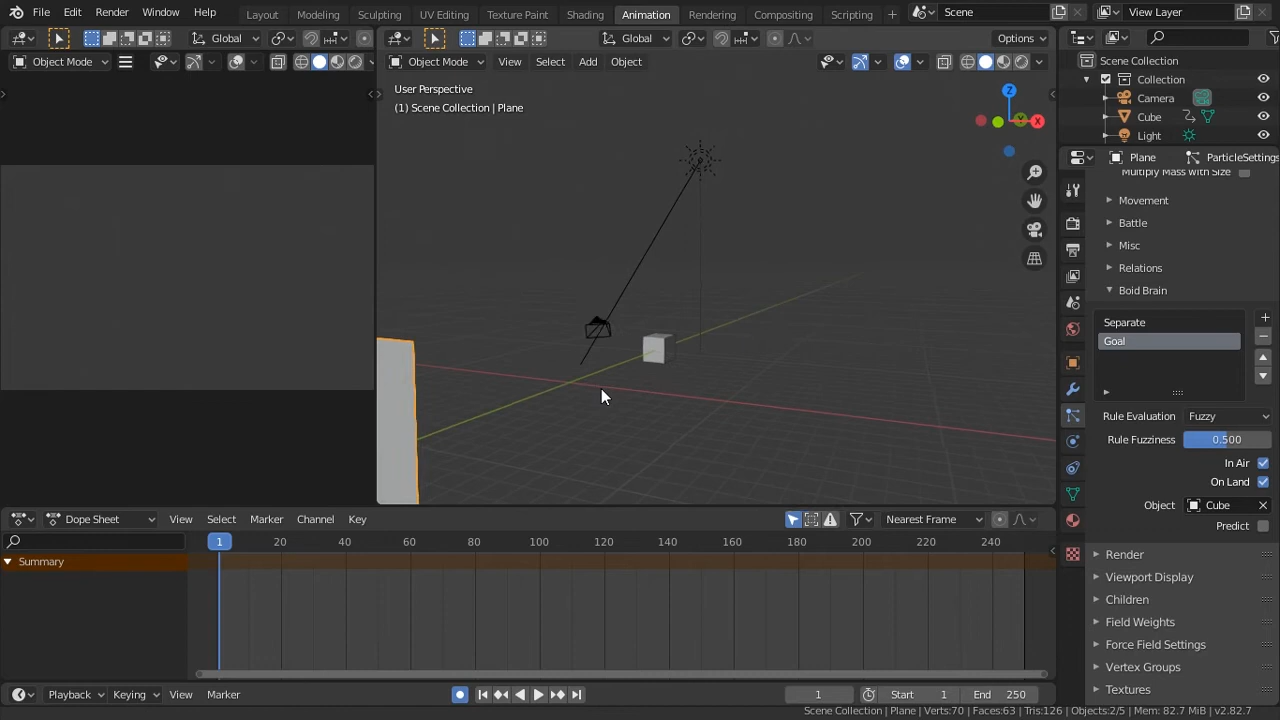 File Edit Render Window Help Layout Modeling Sculpting UV Editing Texture Paint Shading Animation Rendering Compositing Scripting + Scene View Layer
Global Global Options
Object Mode Object Mode View Select Add Object
User Perspective
(1) Scene Collection | Plane
Z
X
Y
Scene Collection
Collection
Camera
Cube
Light
Plane ParticleSettings
Multiply Mass with Size
Movement
Battle
Misc
Relations
Boid Brain
Separate
Goal
Rule Evaluation Fuzzy
Rule Fuzziness 0.500
In Air
On Land
Object Cube
Predict
Render
Viewport Display
Children
Field Weights
Force Field Settings
Vertex Groups
Textures
Dope Sheet View Select Marker Channel Key Nearest Frame
1 20 40 60 80 100 120 140 160 180 200 220 240
Summary
Playback Keying View Marker 1 Start 1 End 250
Scene Collection | Plane | Verts:70 | Faces:63 | Tris:126 | Objects:2/5 | Mem: 82.7 MiB | v2.82.7